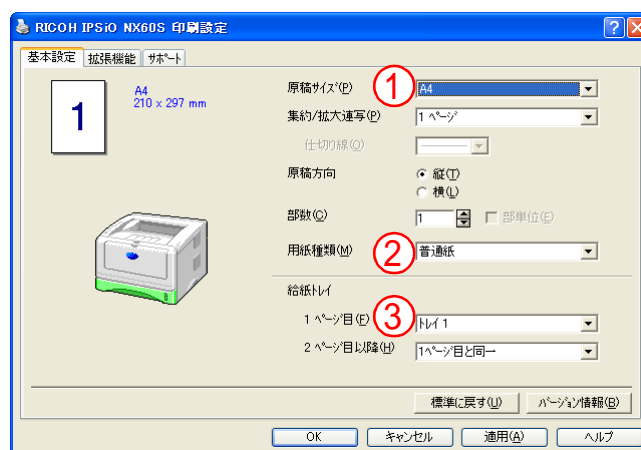 RICOH IPSiO NX60S 印刷設定
基本設定 拡張機能 サポート
1
A4
210 x 297 mm
原稿サイズ(P) ① A4
集約/拡大連写(P) 1 ページ
仕切り線(O)
原稿方向 縦(T)
横(L)
部数(C) 1 部単位(E)
用紙種類(M) ② 普通紙
給紙トレイ
1 ページ目(F) ③ トレイ 1
2 ページ目以降(H) 1ページ目と同一
標準に戻す(U) バージョン情報(B)
OK キャンセル 適用(A) ヘルプ